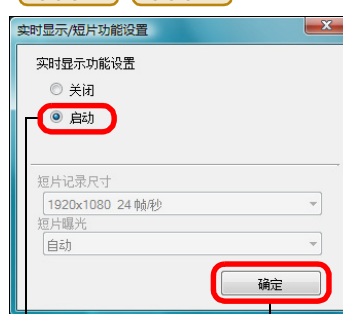 实时显示/短片功能设置
实时显示功能设置
关闭
启动
短片记录尺寸
1920x1080 24 帧/秒
短片曝光
自动
确定